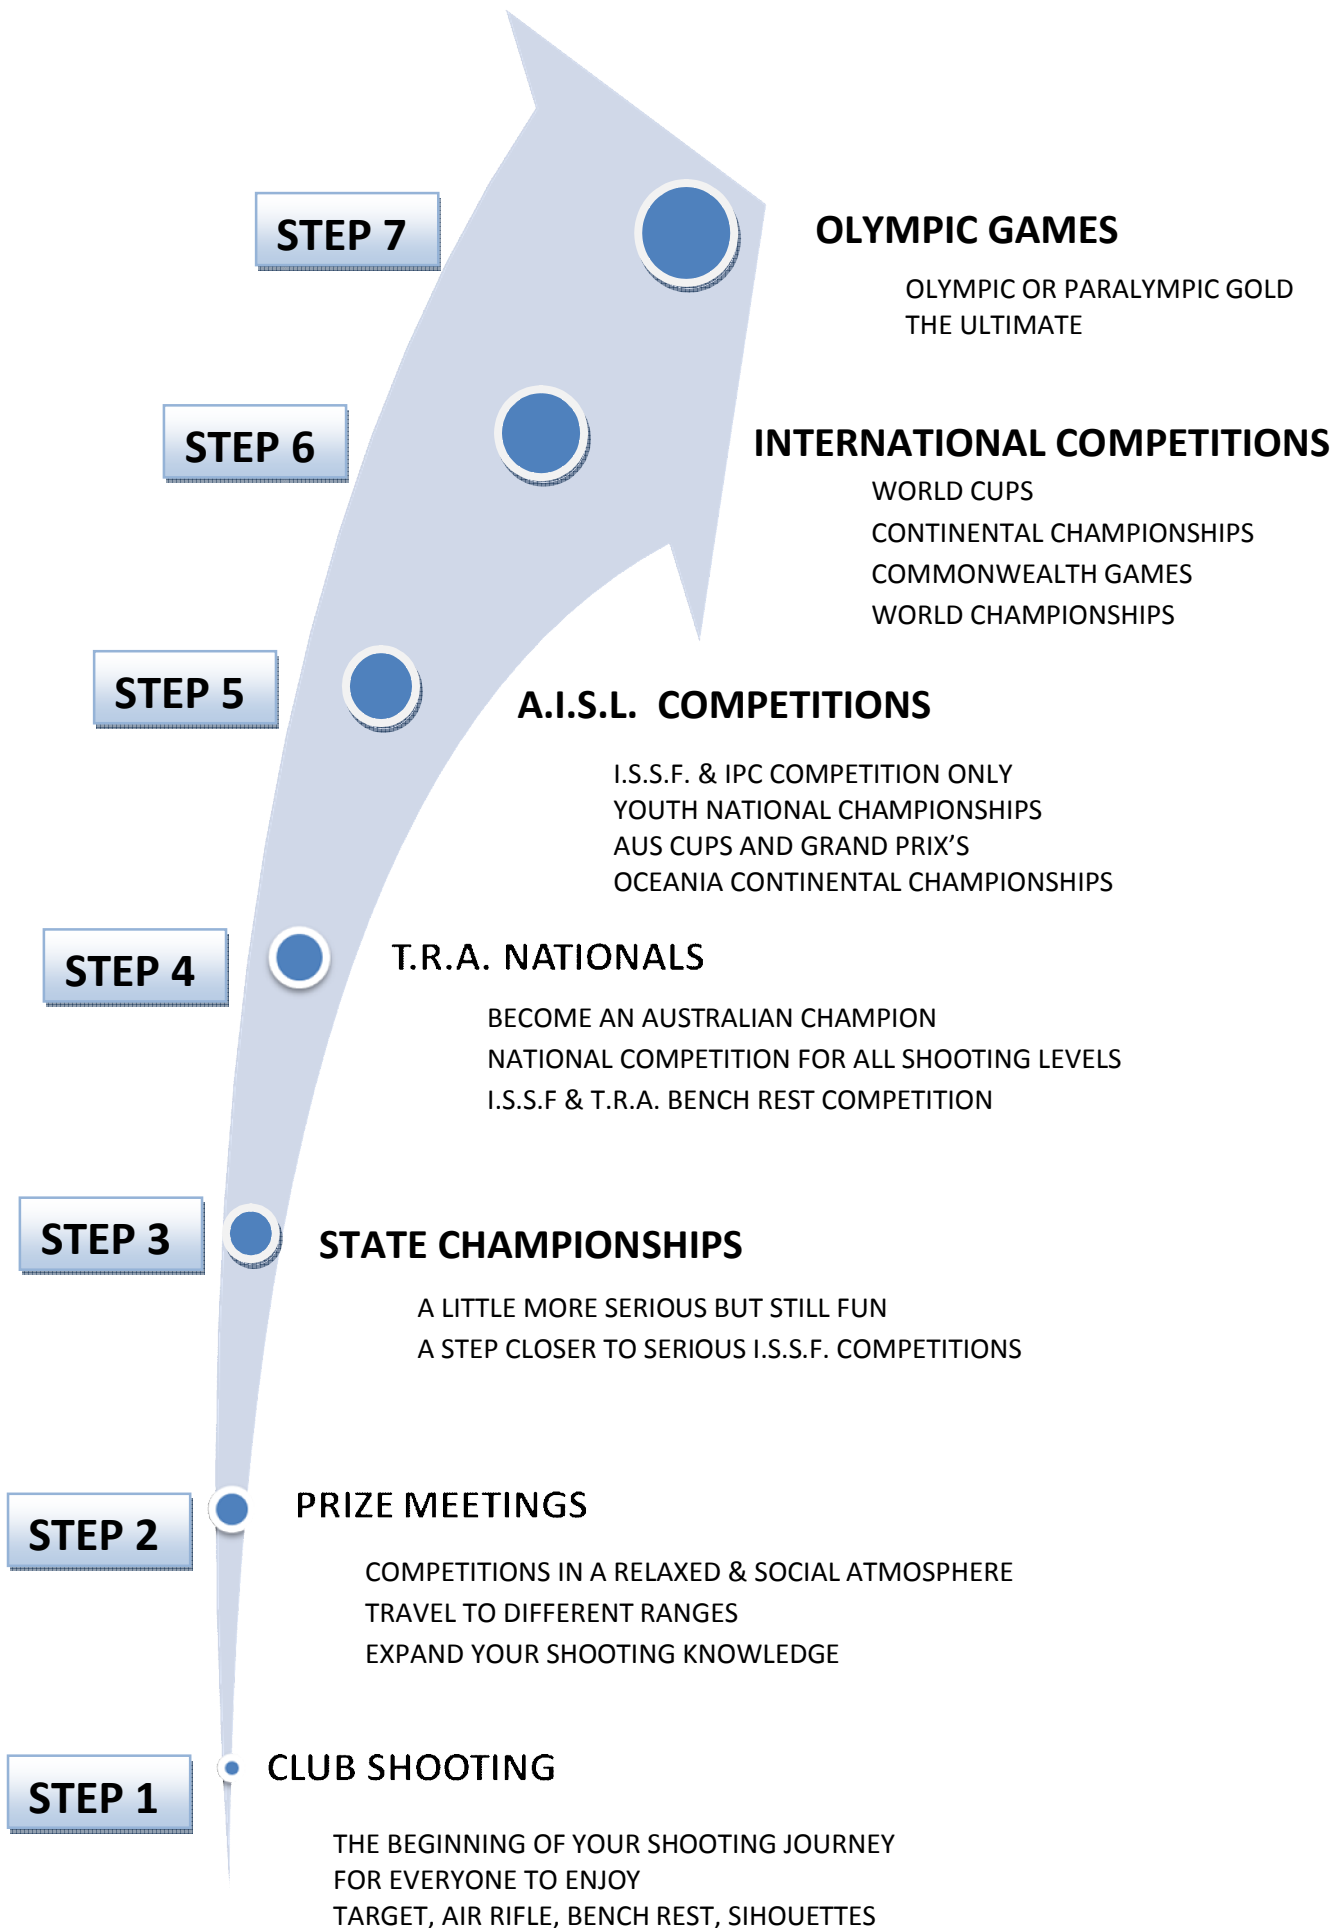 STEP 7
OLYMPIC GAMES
OLYMPIC OR PARALYMPIC GOLD
THE ULTIMATE
STEP 6
INTERNATIONAL COMPETITIONS
WORLD CUPS
CONTINENTAL CHAMPIONSHIPS
COMMONWEALTH GAMES
WORLD CHAMPIONSHIPS
STEP 5
A.I.S.L. COMPETITIONS
I.S.S.F. & IPC COMPETITION ONLY
YOUTH NATIONAL CHAMPIONSHIPS
AUS CUPS AND GRAND PRIX’S
OCEANIA CONTINENTAL CHAMPIONSHIPS
STEP 4
T.R.A. NATIONALS
BECOME AN AUSTRALIAN CHAMPION
NATIONAL COMPETITION FOR ALL SHOOTING LEVELS
I.S.S.F & T.R.A. BENCH REST COMPETITION
STEP 3
STATE CHAMPIONSHIPS
A LITTLE MORE SERIOUS BUT STILL FUN
A STEP CLOSER TO SERIOUS I.S.S.F. COMPETITIONS
STEP 2
PRIZE MEETINGS
COMPETITIONS IN A RELAXED & SOCIAL ATMOSPHERE
TRAVEL TO DIFFERENT RANGES
EXPAND YOUR SHOOTING KNOWLEDGE
STEP 1
CLUB SHOOTING
THE BEGINNING OF YOUR SHOOTING JOURNEY
FOR EVERYONE TO ENJOY
TARGET, AIR RIFLE, BENCH REST, SIHOUETTES